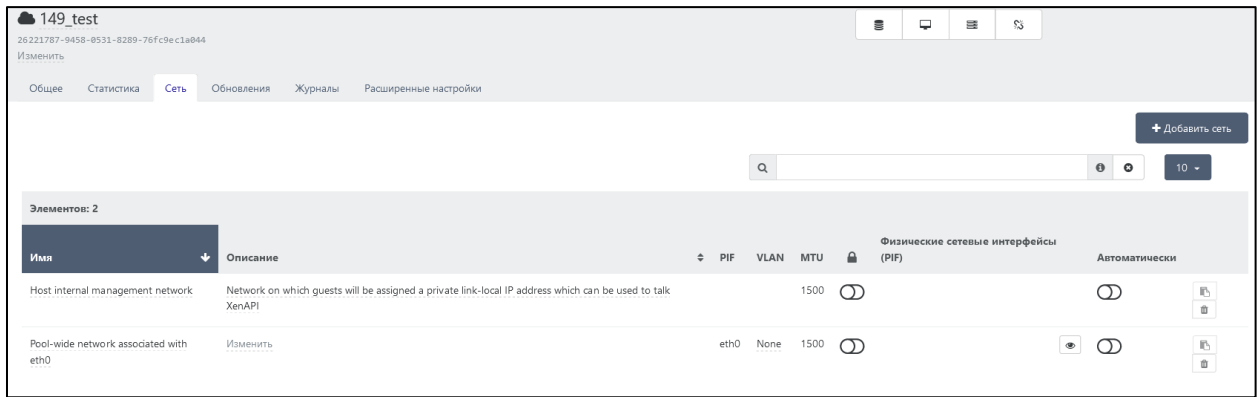 149_test
26221787-9458-0531-8289-76fc9ec1a044
Изменить
Общее Статистика Сеть Обновления Журналы Расширенные настройки
+ Добавить сеть
10
Элементов: 2
Физические сетевые интерфейсы
Имя Описание PIF VLAN MTU (PIF) Автоматически
Host internal management network Network on which guests will be assigned a private link-local IP address which can be used to talk 1500
XenAPI
Pool-wide network associated with Изменить eth0 None 1500
eth0